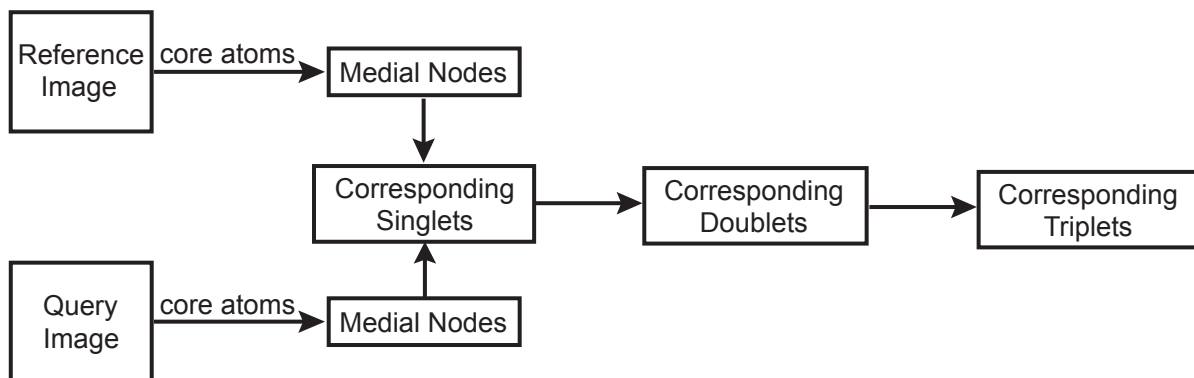 Reference
Image
core atoms
Medial Nodes
Corresponding
Singlets
Corresponding
Doublets
Corresponding
Triplets
Query
Image
core atoms
Medial Nodes